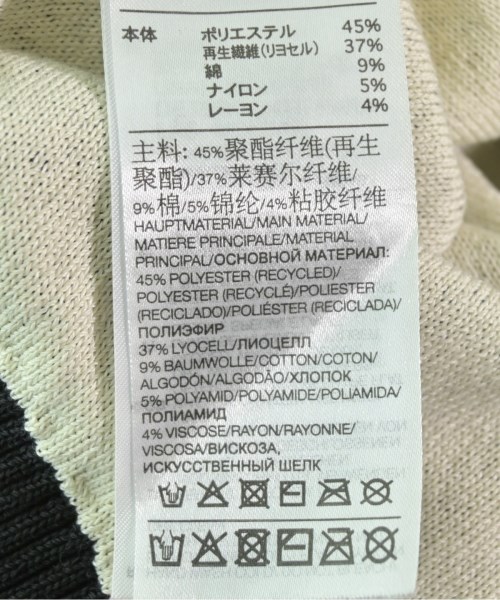 本体 ポリエステル 45%
再生繊維(リヨセル) 37%
綿 9%
ナイロン 5%
レーヨン 4%
主料: 45%聚酯纤维(再生
聚酯)/37%莱赛尔纤维/
9%棉/5%锦纶/4%粘胶纤维
HAUPTMATERIAL/MAIN MATERIAL/
MATIERE PRINCIPALE/MATERIAL
PRINCIPAL/ОСНОВНОЙ МАТЕРИАЛ:
45% POLYESTER (RECYCLED)/
POLYESTER (RECYCLÉ)/POLIESTER
(RECICLADO)/POLIÉSTER (RECICLADA)/
ПОЛИЭФИР
37% LYOCELL/ЛИОЦЕЛЛ
9% BAUMWOLLE/COTTON/COTON/
ALGODÓN/ALGODÃO/ХЛОПОК
5% POLYAMID/POLYAMIDE/POLIAMIDA/
ПОЛИАМИД
4% VISCOSE/RAYON/RAYONNE/
VISCOSA/ВИСКОЗА,
ИСКУССТВЕННЫЙ ШЕЛК